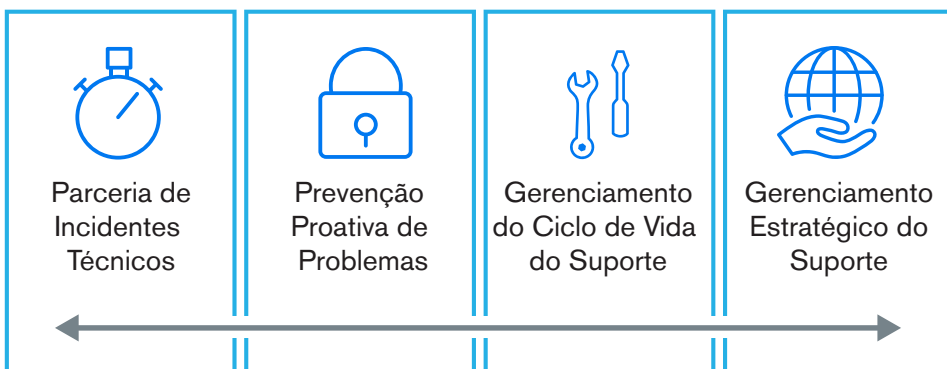 Parceria de
Incidentes
Técnicos
Prevenção
Proativa de
Problemas
Gerenciamento
do Ciclo de Vida
do Suporte
Gerenciamento
Estratégico do
Suporte